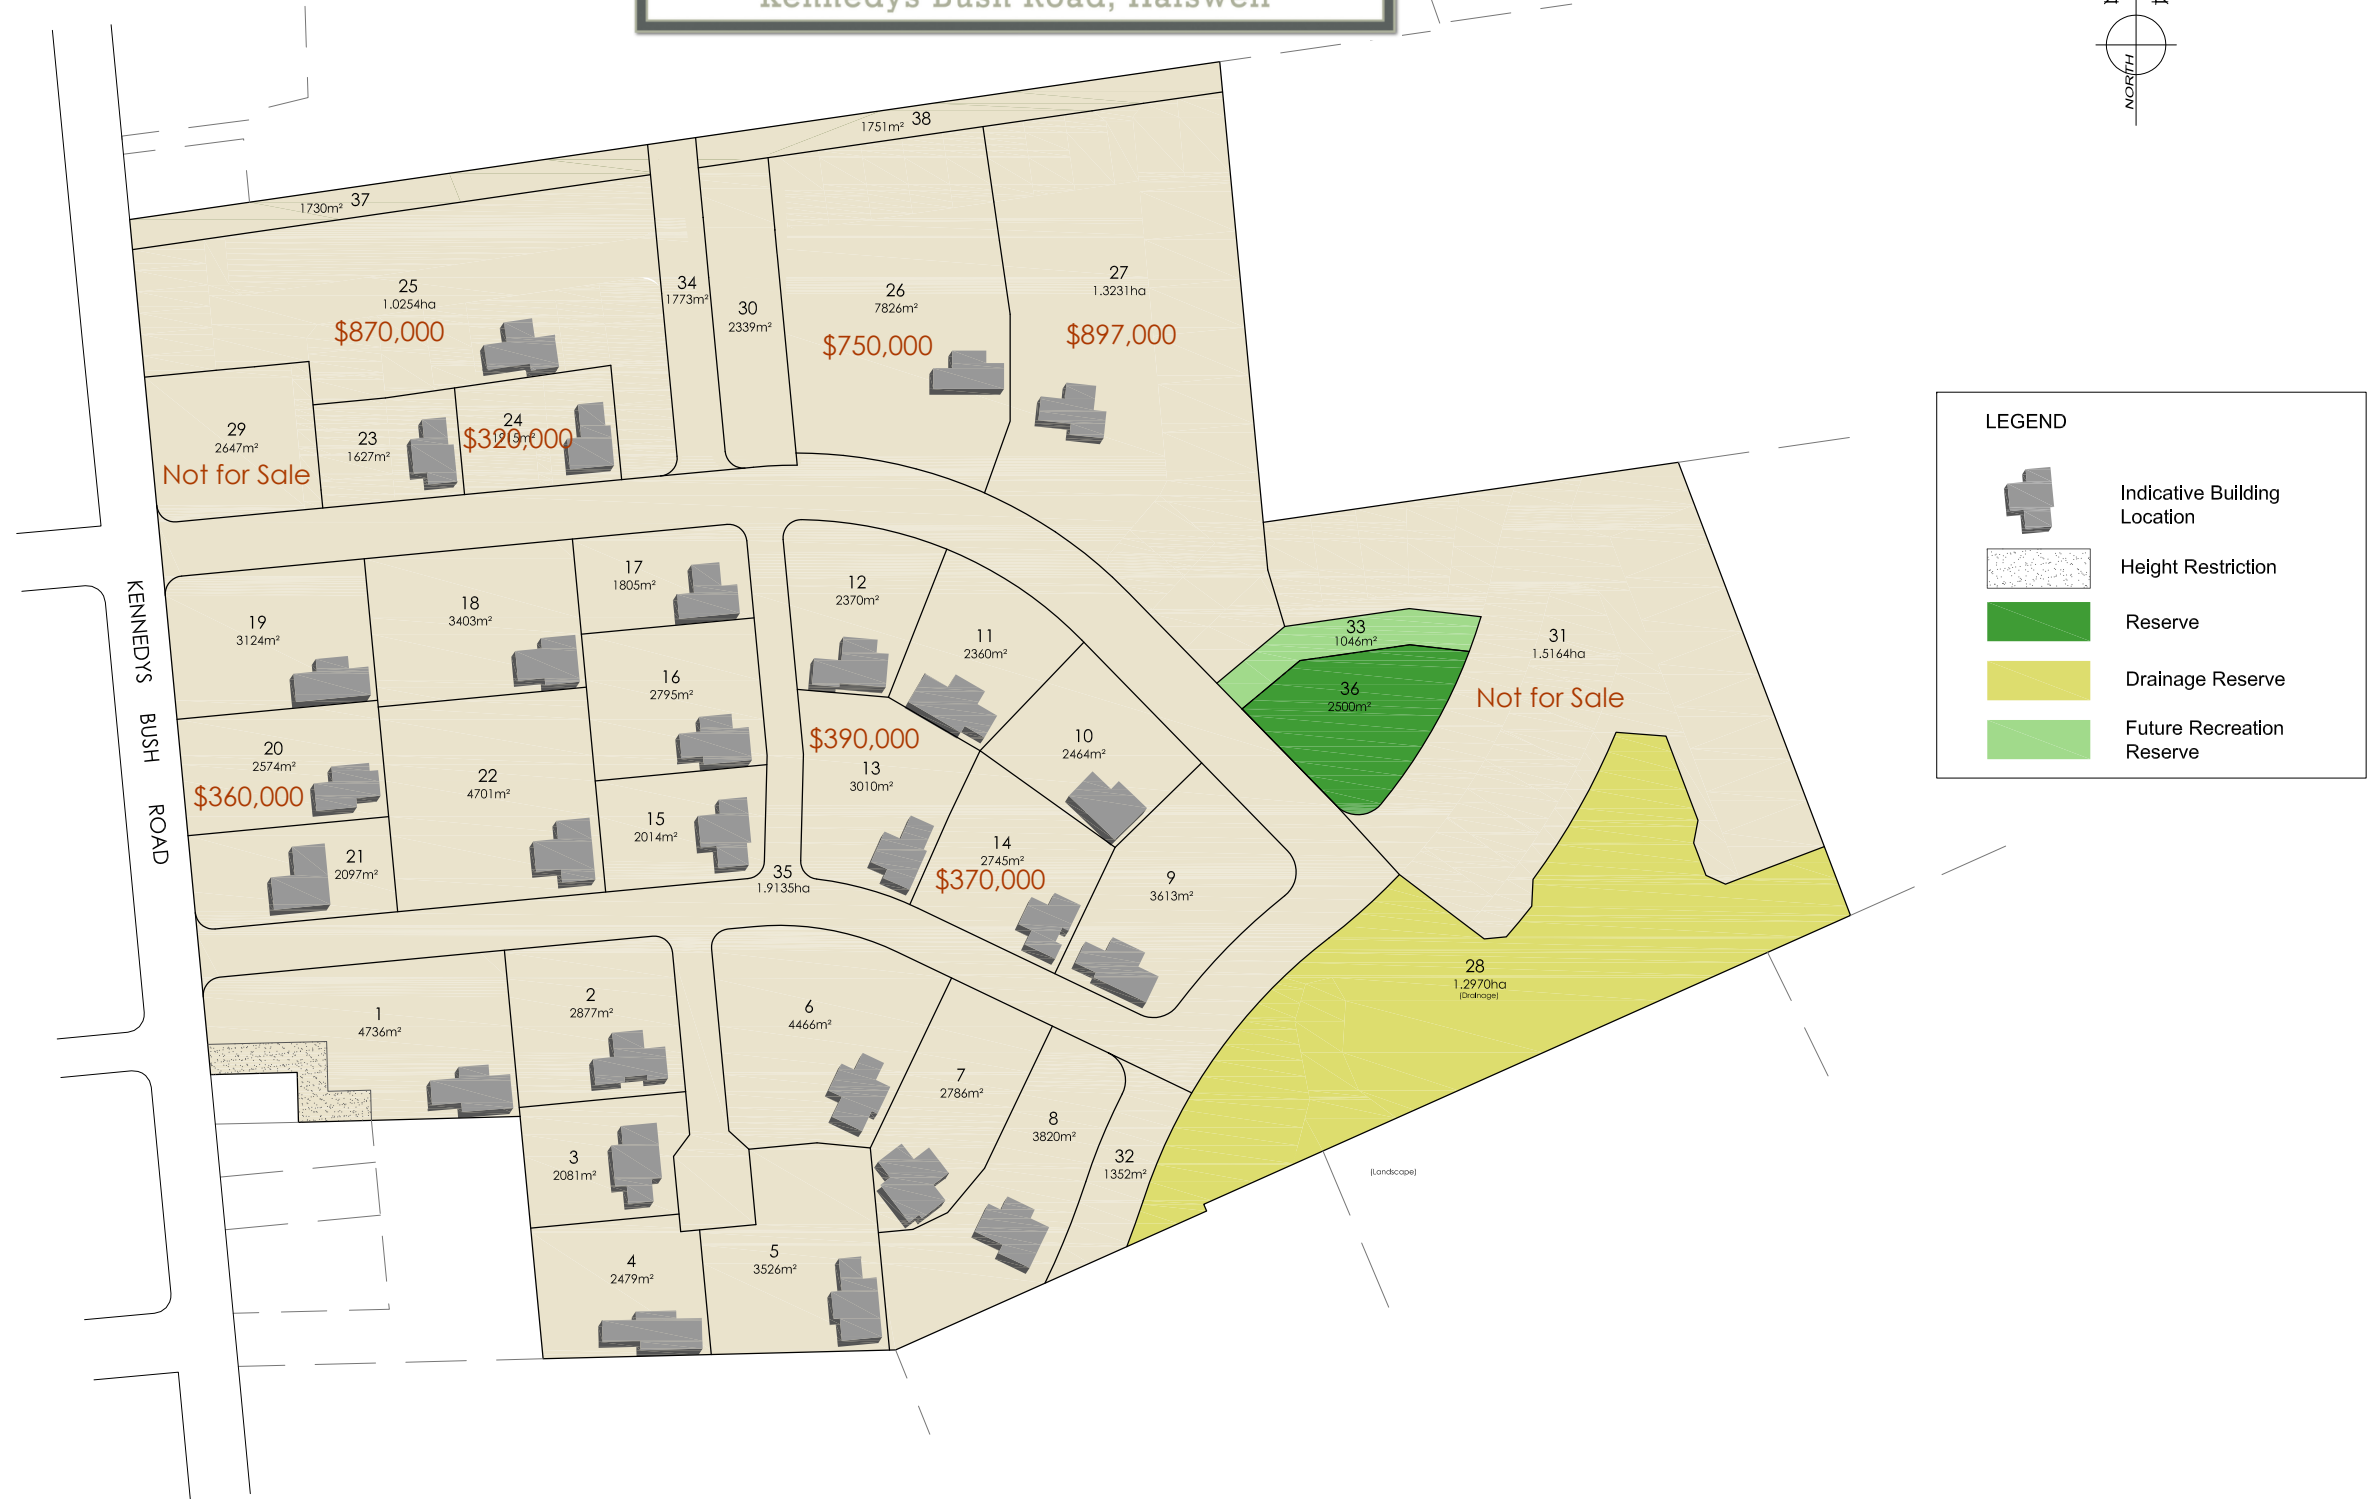 Kennedys Bush Road, Halswell
NORTH
38
1751m²
37
1730m²
25
1.0254ha
$870,000
34
1773m²
30
2339m²
26
7826m²
$750,000
27
1.3231ha
$897,000
29
2647m²
Not for Sale
23
1627m²
24
$320,000
LEGEND
Indicative Building
Location
Height Restriction
Reserve
Drainage Reserve
Future Recreation
Reserve
KENNEDYS BUSH ROAD
19
3124m²
18
3403m²
17
1805m²
16
2795m²
12
2370m²
11
2360m²
33
1046m²
36
2500m²
31
1.5164ha
Not for Sale
20
2574m²
$360,000
22
4701m²
15
2014m²
$390,000
13
3010m²
10
2464m²
21
2097m²
35
1.9135ha
14
2745m²
$370,000
9
3613m²
28
1.2970ha
(Drainage)
1
4736m²
2
2877m²
6
4466m²
7
2786m²
8
3820m²
32
1352m²
(Landscape)
3
2081m²
4
2479m²
5
3526m²